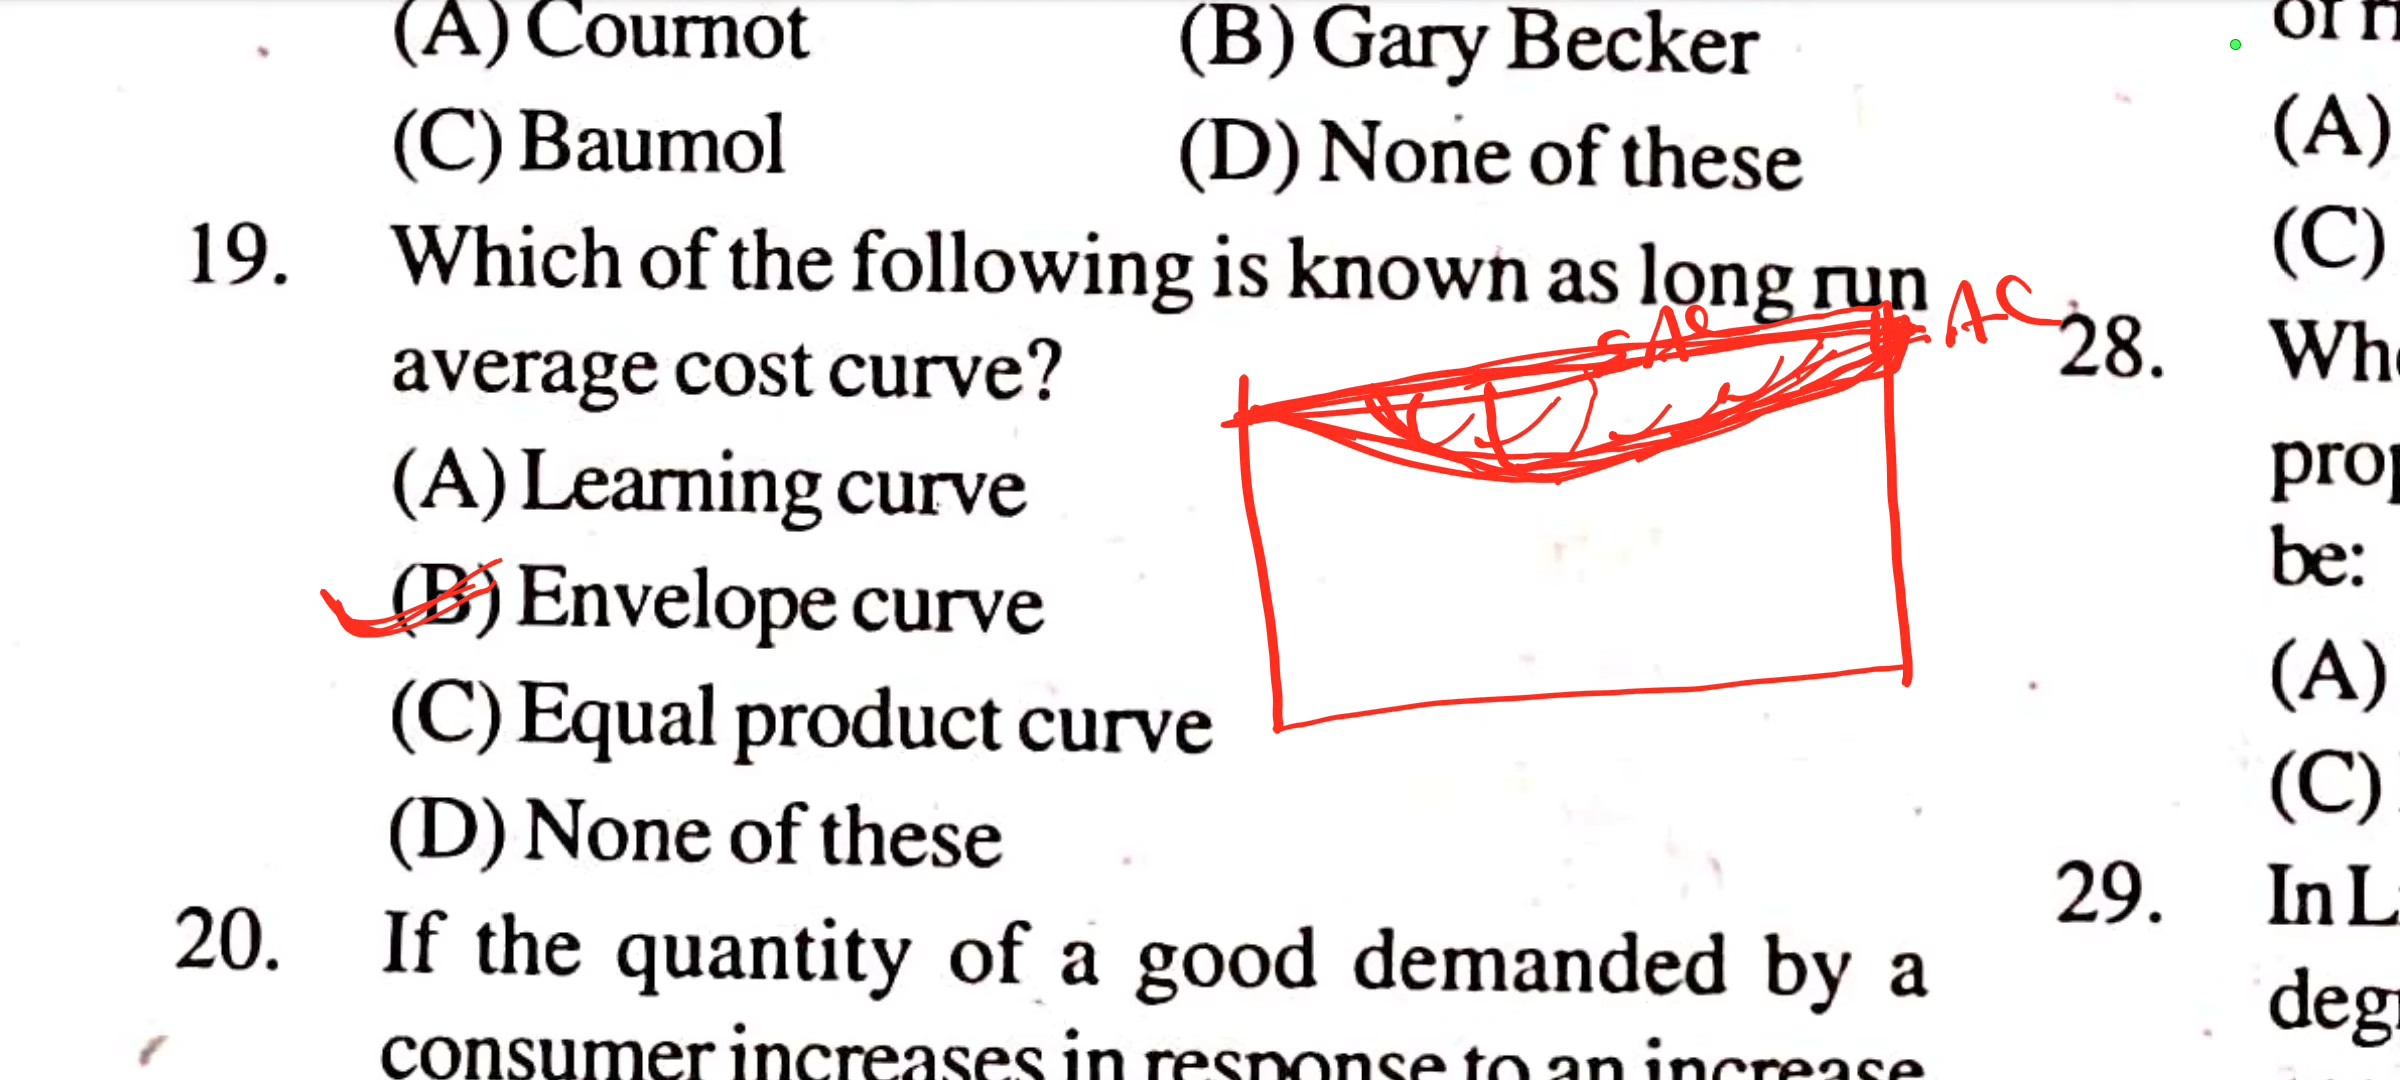 (A) Cournot (B) Gary Becker
(C) Baumol (D) None of these
19. Which of the following is known as long run
average cost curve?
(A) Learning curve
(B) Envelope curve
(C) Equal product curve
(D) None of these
20. If the quantity of a good demanded by a
consumer increases in response to an increase
AC
(A)
(C)
28.
be:
(A)
(C)
29. In